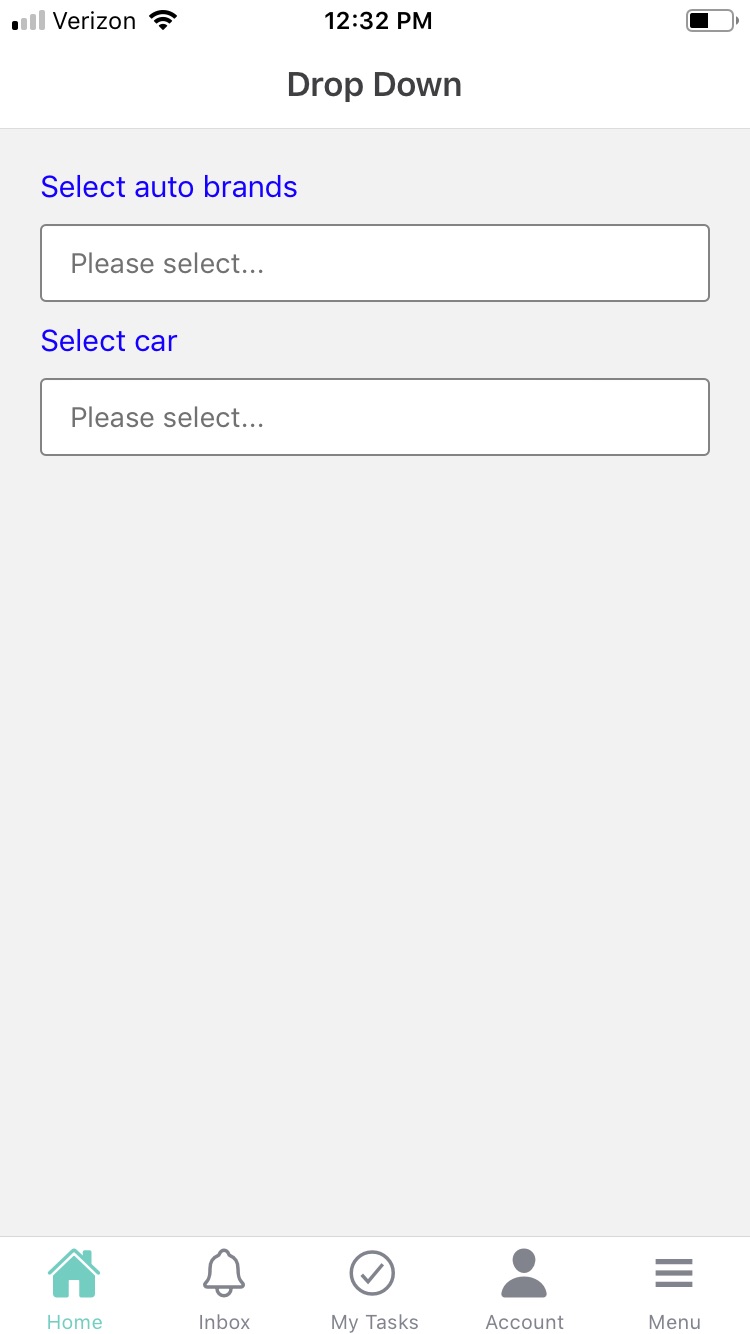 Verizon 12:32 PM
Drop Down
Select auto brands
Please select...
Select car
Please select...
Home Inbox My Tasks Account Menu